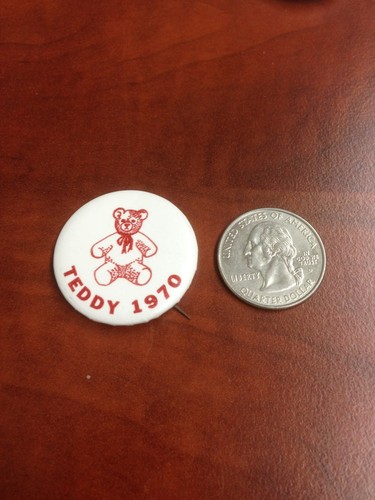 TEDDY 1970
UNITED STATES OF AMERICA
LIBERTY
IN
GOD WE
TRUST
QUARTER DOLLAR